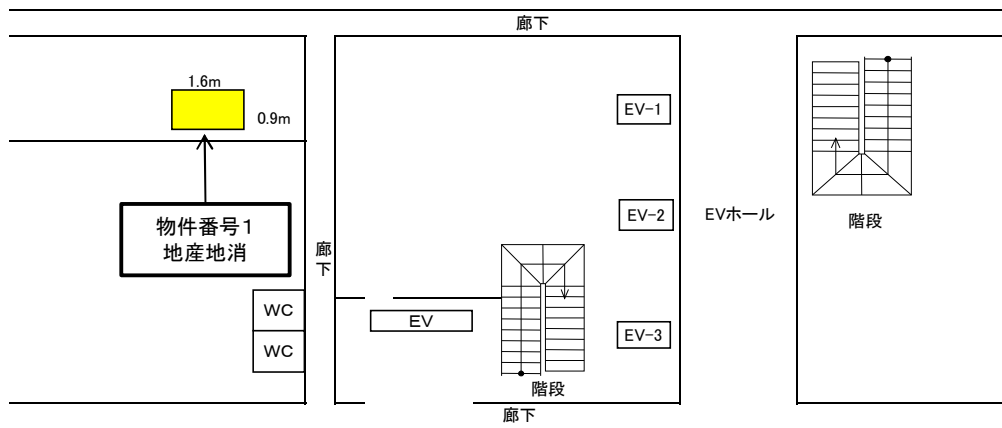 廊下
1.6m
0.9m
EV-1
物件番号1
地産地消
EV-2
EVホール
階段
廊
下
WC
EV
EV-3
WC
階段
廊下